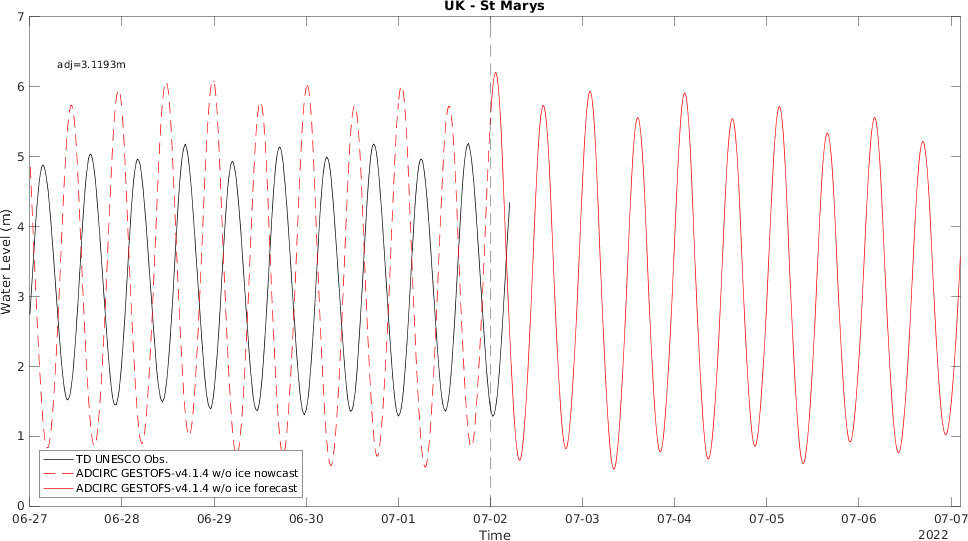 UK - St Marys
adj=3.1193m
Water Level (m)
7
6
5
4
3
2
1
0
TD UNESCO Obs.
ADCIRC GESTOFS-v4.1.4 w/o ice nowcast
ADCIRC GESTOFS-v4.1.4 w/o ice forecast
06-27 06-28 06-29 06-30 07-01 07-02 07-03 07-04 07-05 07-06 07-07
Time
2022